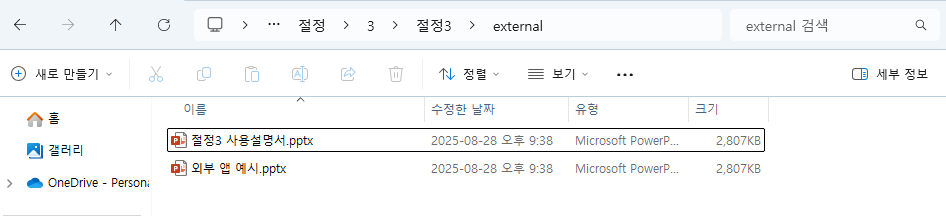 절정 > 3 > 절정3 > external
external 검색
새로 만들기 정렬 보기 세부 정보
이름 수정한 날짜 유형 크기
홈
절정3 사용설명서.pptx 2025-08-28 오후 9:38 Microsoft PowerP... 2,807KB
갤러리
외부 앱 예시.pptx 2025-08-28 오후 9:38 Microsoft PowerP... 2,807KB
OneDrive - Persona